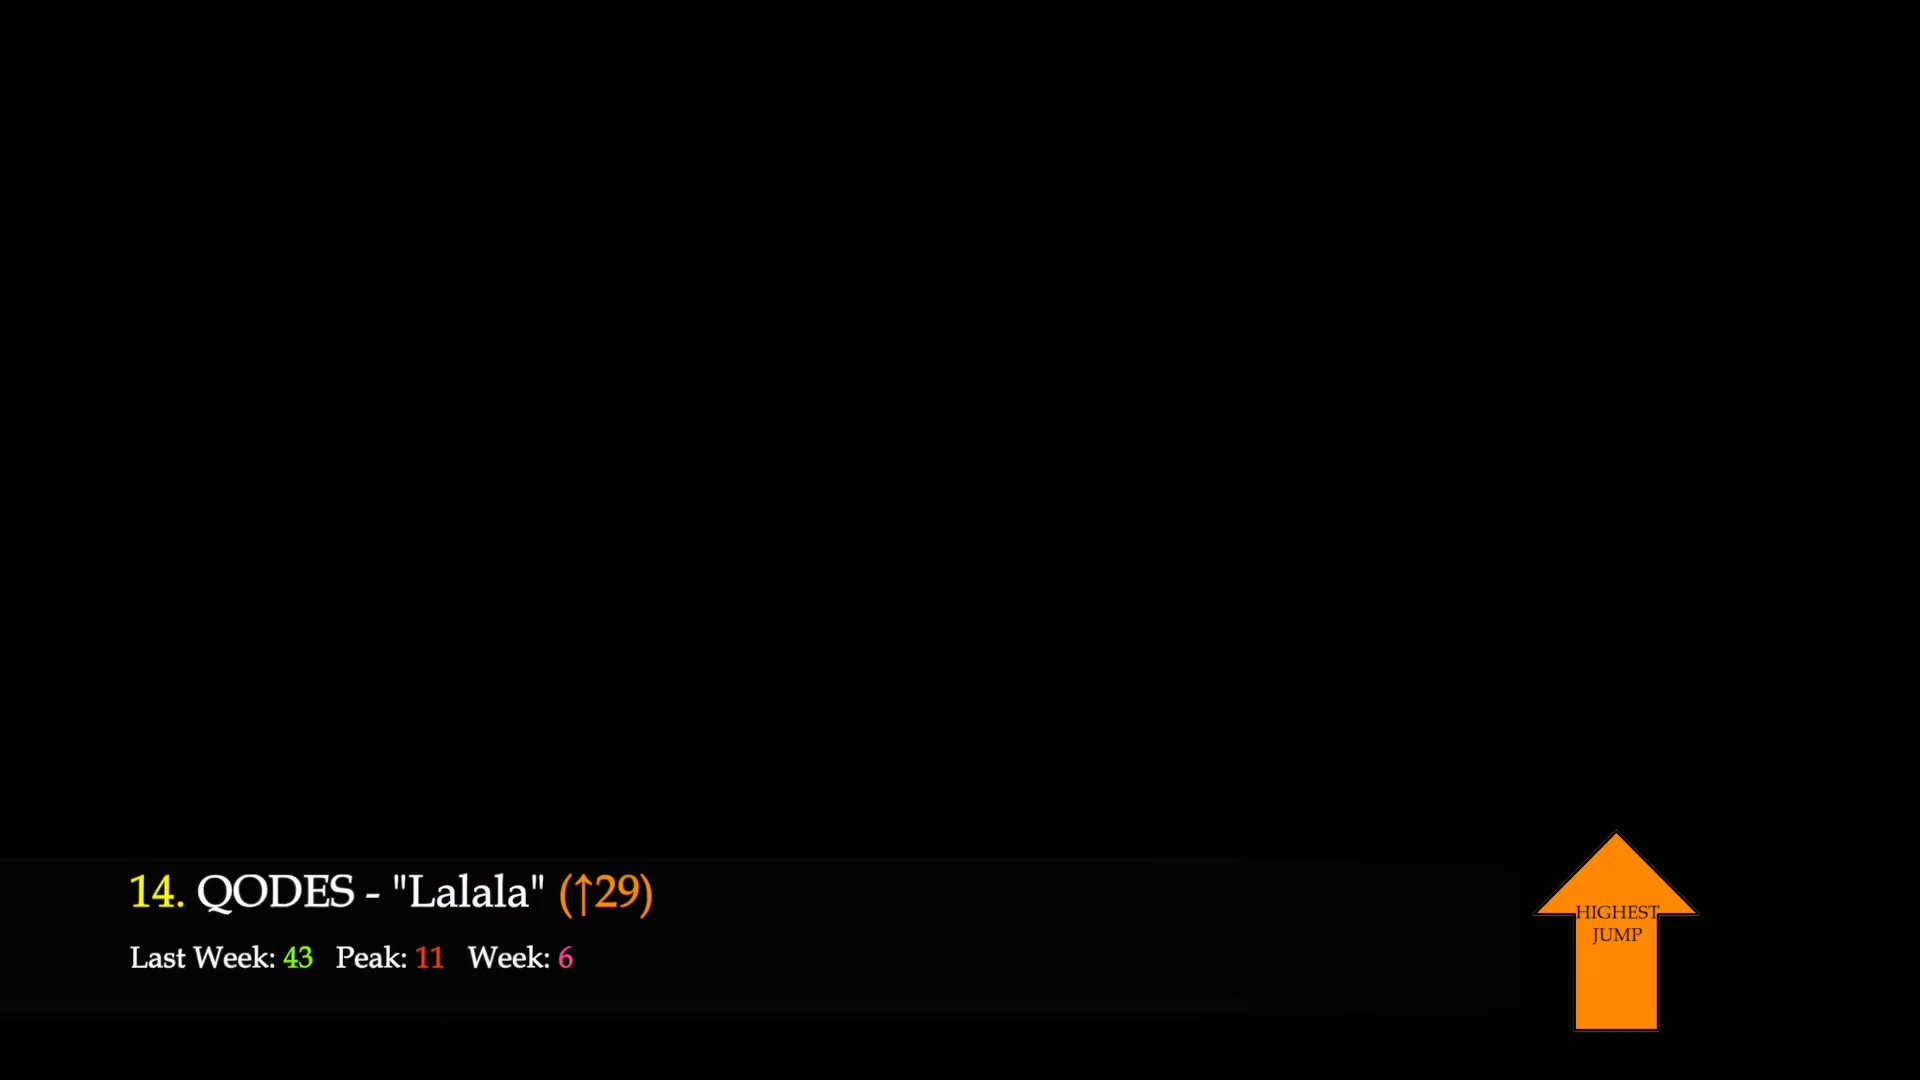 14. QODES - "Lalala" (↑29)
Last Week: 43 Peak: 11 Week: 6
HIGHEST
JUMP